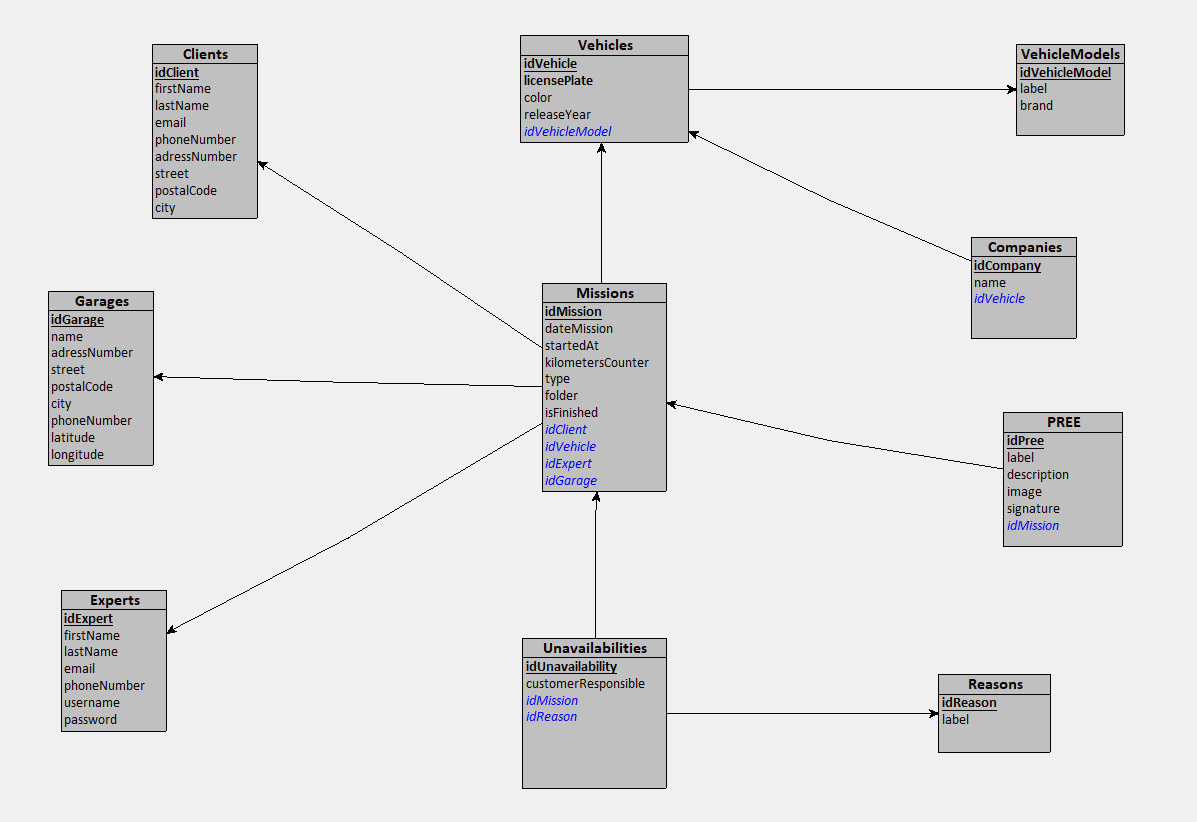 Clients
idClient
firstName
lastName
email
phoneNumber
adressNumber
street
postalCode
city
Vehicles
idVehicle
licensePlate
color
releaseYear
idVehicleModel
VehicleModels
idVehicleModel
label
brand
Companies
idCompany
name
idVehicle
Garages
idGarage
name
adressNumber
street
postalCode
city
phoneNumber
latitude
longitude
Missions
idMission
dateMission
startedAt
kilometersCounter
type
folder
isFinished
idClient
idVehicle
idExpert
idGarage
PREE
idPree
label
description
image
signature
idMission
Experts
idExpert
firstName
lastName
email
phoneNumber
username
password
Unavailabilities
idUnavailability
customerResponsible
idMission
idReason
Reasons
idReason
label